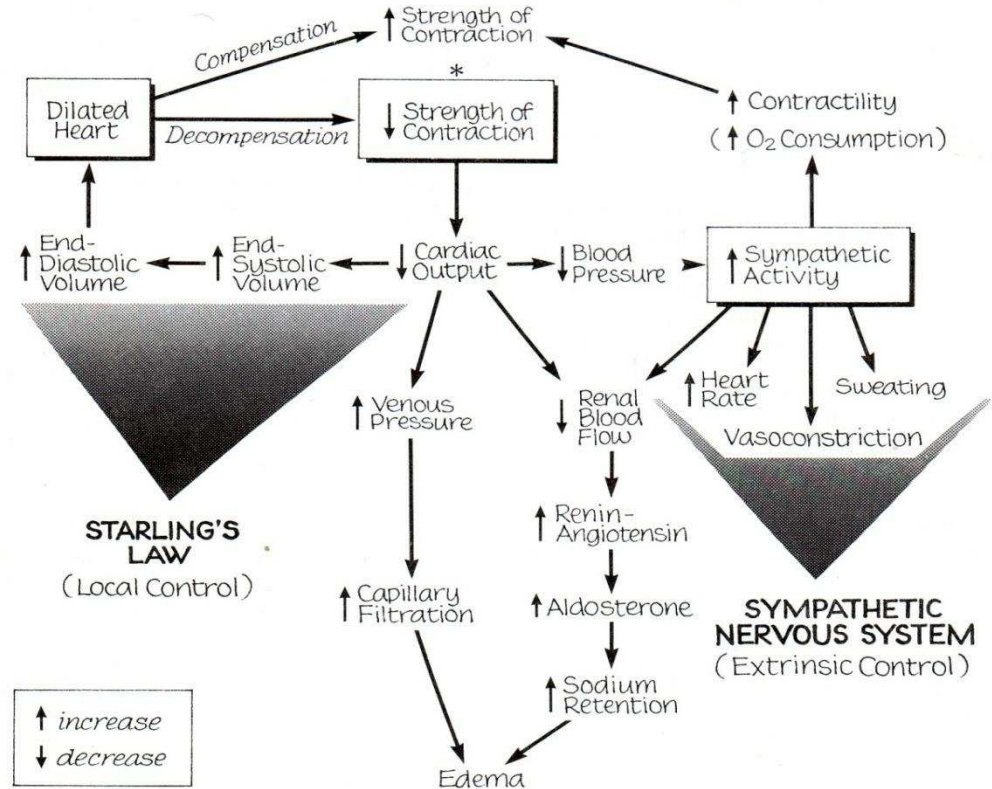 ↑ Strength of
Contraction
Compensation
*
Dilated
Heart
Decompensation
↓ Strength of
Contraction
↑ Contractility
(↑ O2 Consumption)
↑ End-
Diastolic
Volume
↑ End-
Systolic
Volume
↓ Cardiac
Output
↓ Blood
Pressure
↑ Sympathetic
Activity
↑ Venous
Pressure
↓ Renal
Blood
Flow
↑ Heart
Rate
Sweating
Vasoconstriction
STARLING'S
LAW
(Local Control)
↑ Renin-
Angiotensin
↑ Capillary
Filtration
↑ Aldosterone
SYMPATHETIC
NERVOUS SYSTEM
(Extrinsic Control)
↑ Sodium
Retention
Edema
↑ increase
↓ decrease